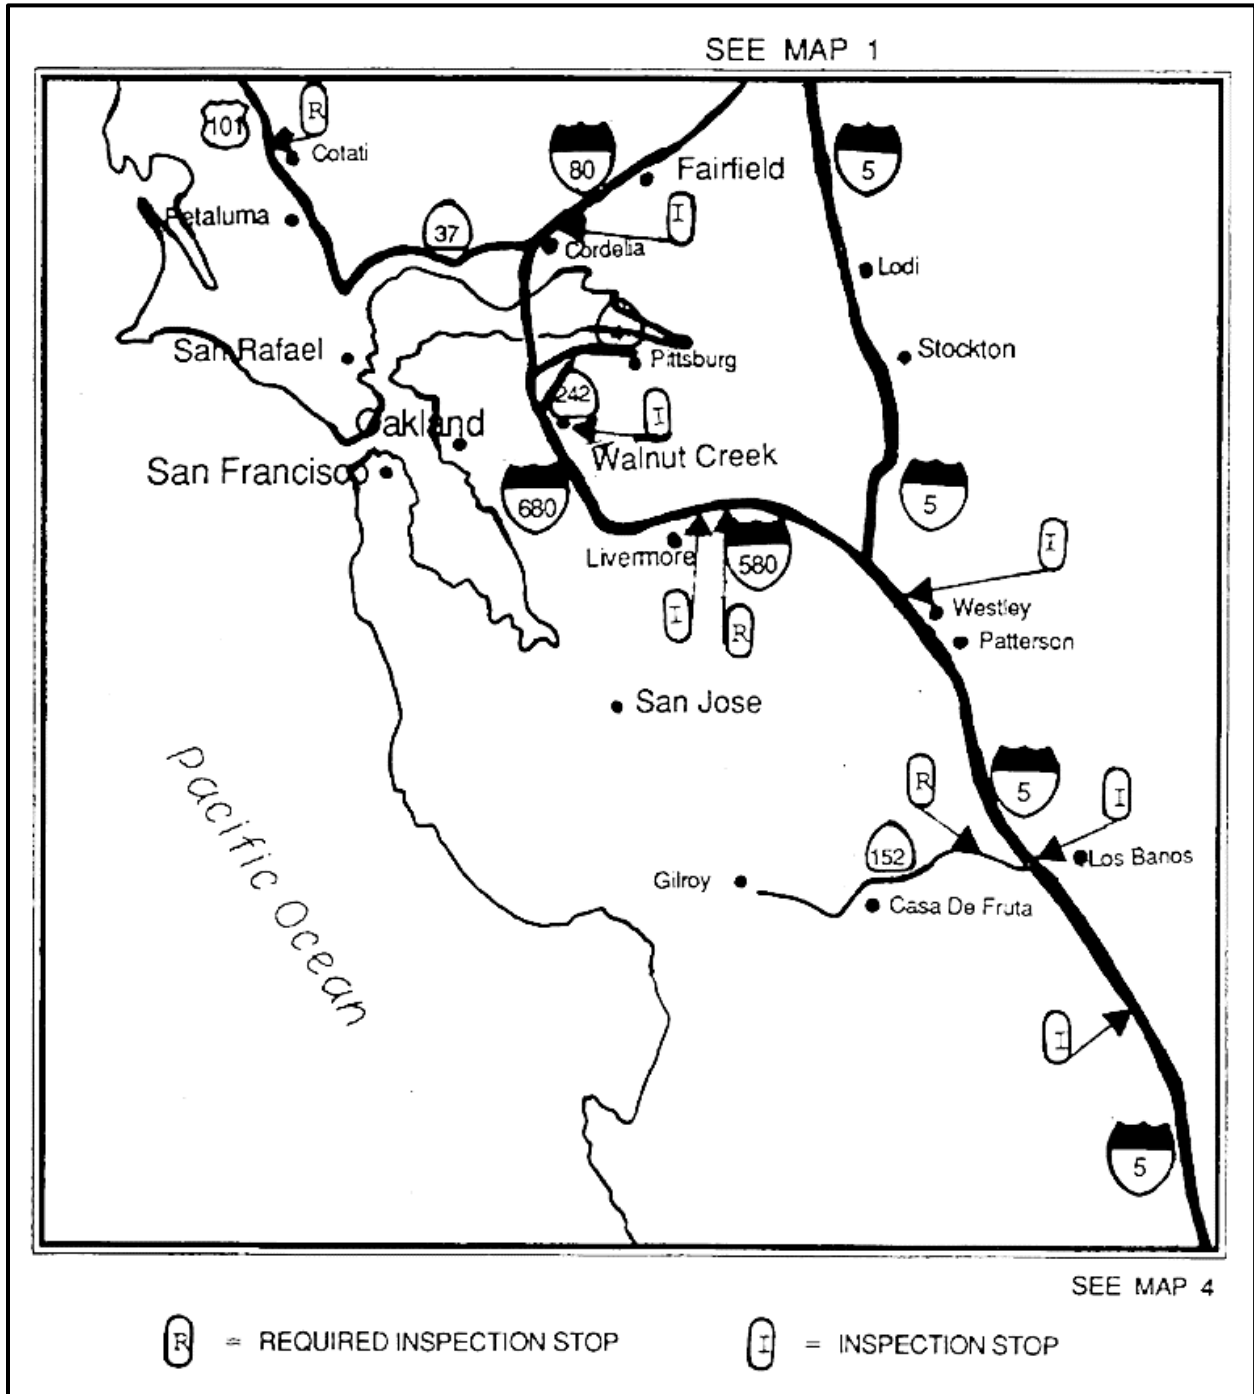 SEE MAP 1
R
101
Cotati
80
Fairfield
5
I
Petaluma
37
Cordelia
Lodi
San Rafael
4
Pittsburg
Stockton
242
I
Oakland
Walnut Creek
San Francisco
680
5
I
Livermore
580
I
R
Westley
Patterson
San Jose
pacific Ocean
R
5
I
152
Los Banos
Gilroy
Casa De Fruta
I
5
SEE MAP 4
R = REQUIRED INSPECTION STOP
I = INSPECTION STOP